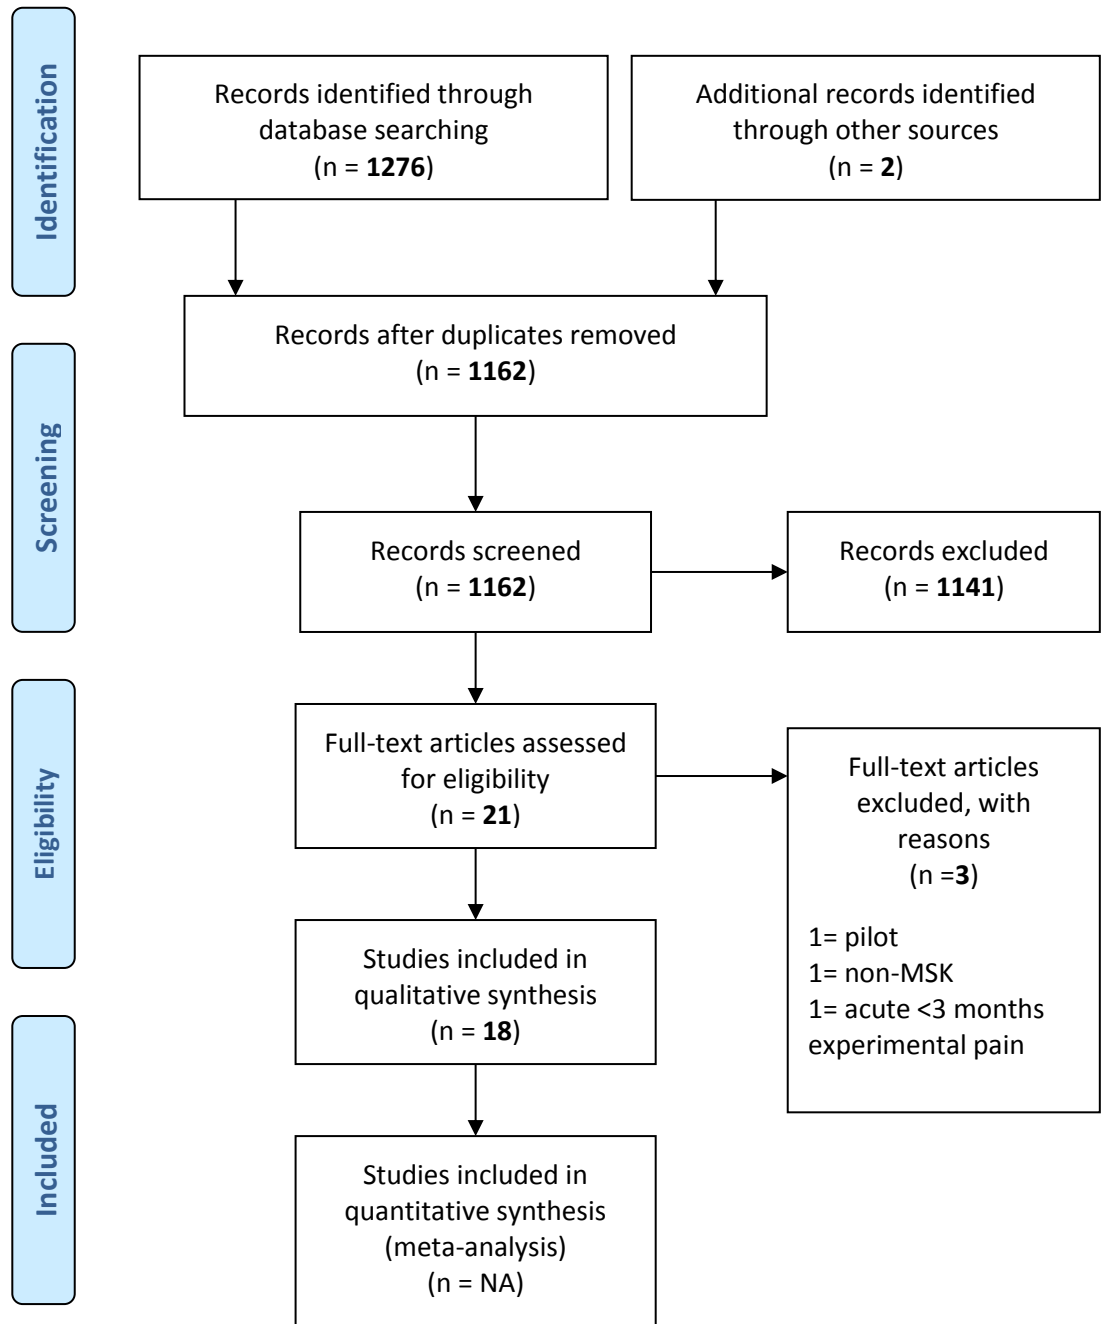 Identification
Records identified through
database searching
(n = 1276)
Additional records identified
through other sources
(n = 2)
Records after duplicates removed
(n = 1162)
Screening
Records screened
(n = 1162)
Records excluded
(n = 1141)
Eligibility
Full-text articles assessed
for eligibility
(n = 21)
Full-text articles
excluded, with
reasons
(n =3)
1= pilot
1= non-MSK
1= acute <3 months
experimental pain
Studies included in
qualitative synthesis
(n = 18)
Included
Studies included in
quantitative synthesis
(meta-analysis)
(n = NA)